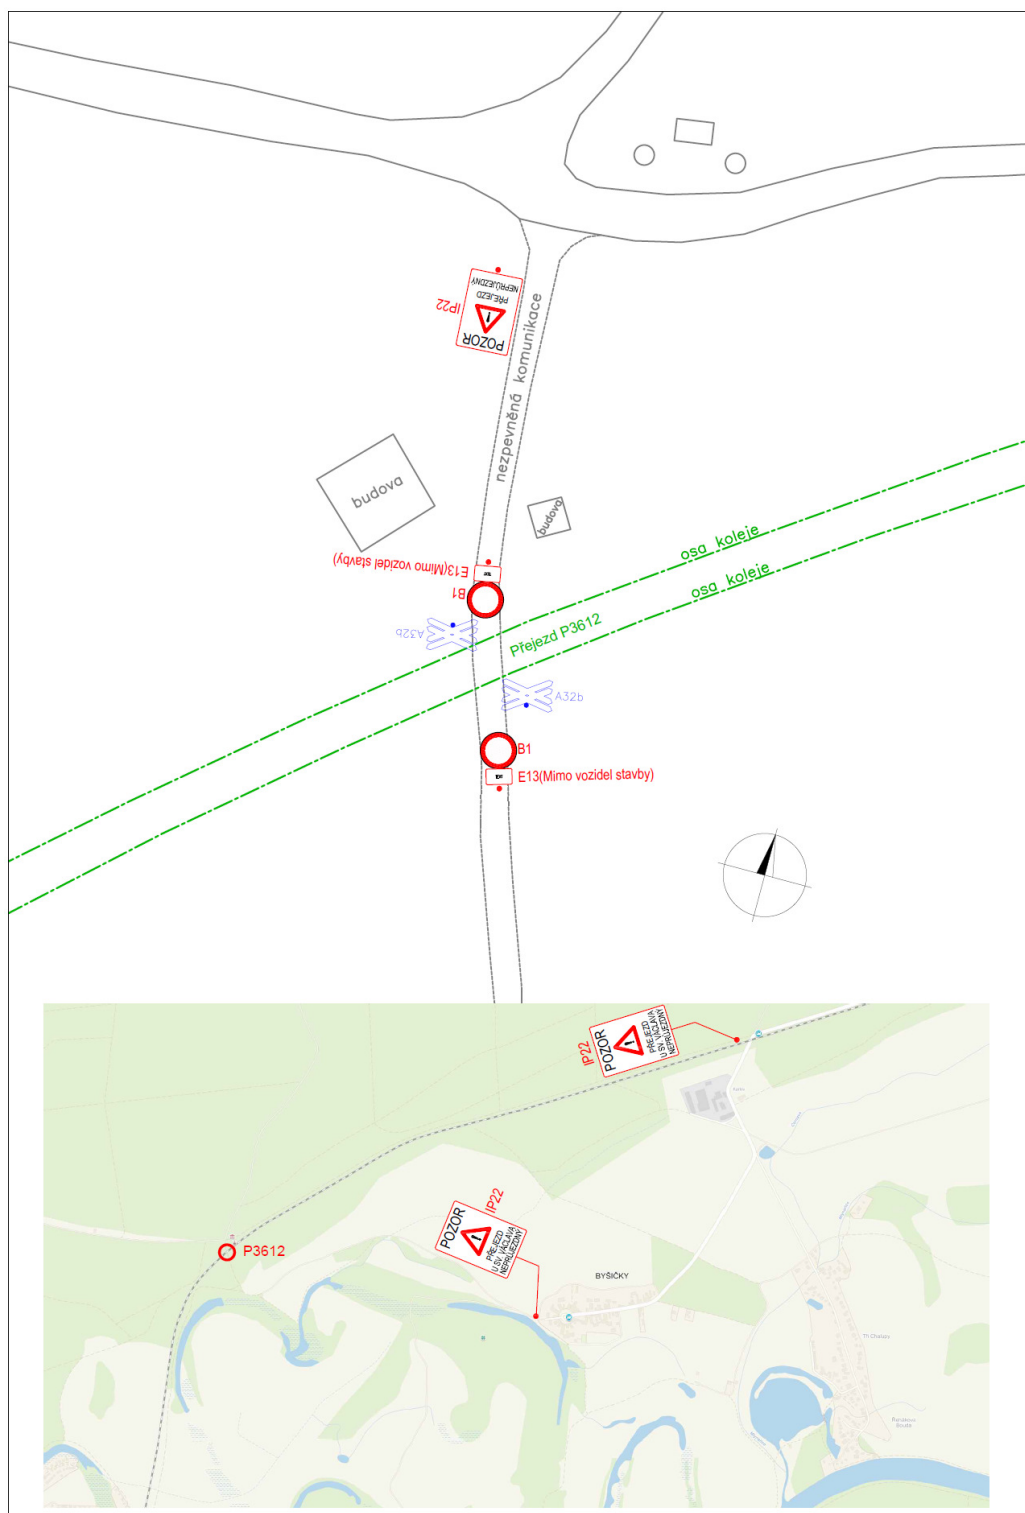 NEPRŮJEZDNÝ
PŘEJEZD
!
POZOR
IP22
nezpevněná komunikace
budova
budova
osa koleje
osa koleje
E13(Mimo vozidel stavby)
B1
A32b
Přejezd P3612
A32b
B1
E13(Mimo vozidel stavby)
IP22
POZOR
!
PŘEJEZD
U SV. VÁCLAVA
NEPRŮJEZDNÝ
IP22
POZOR
!
PŘEJEZD
U SV. VÁCLAVA
NEPRŮJEZDNÝ
P3612
BYŠIČKY